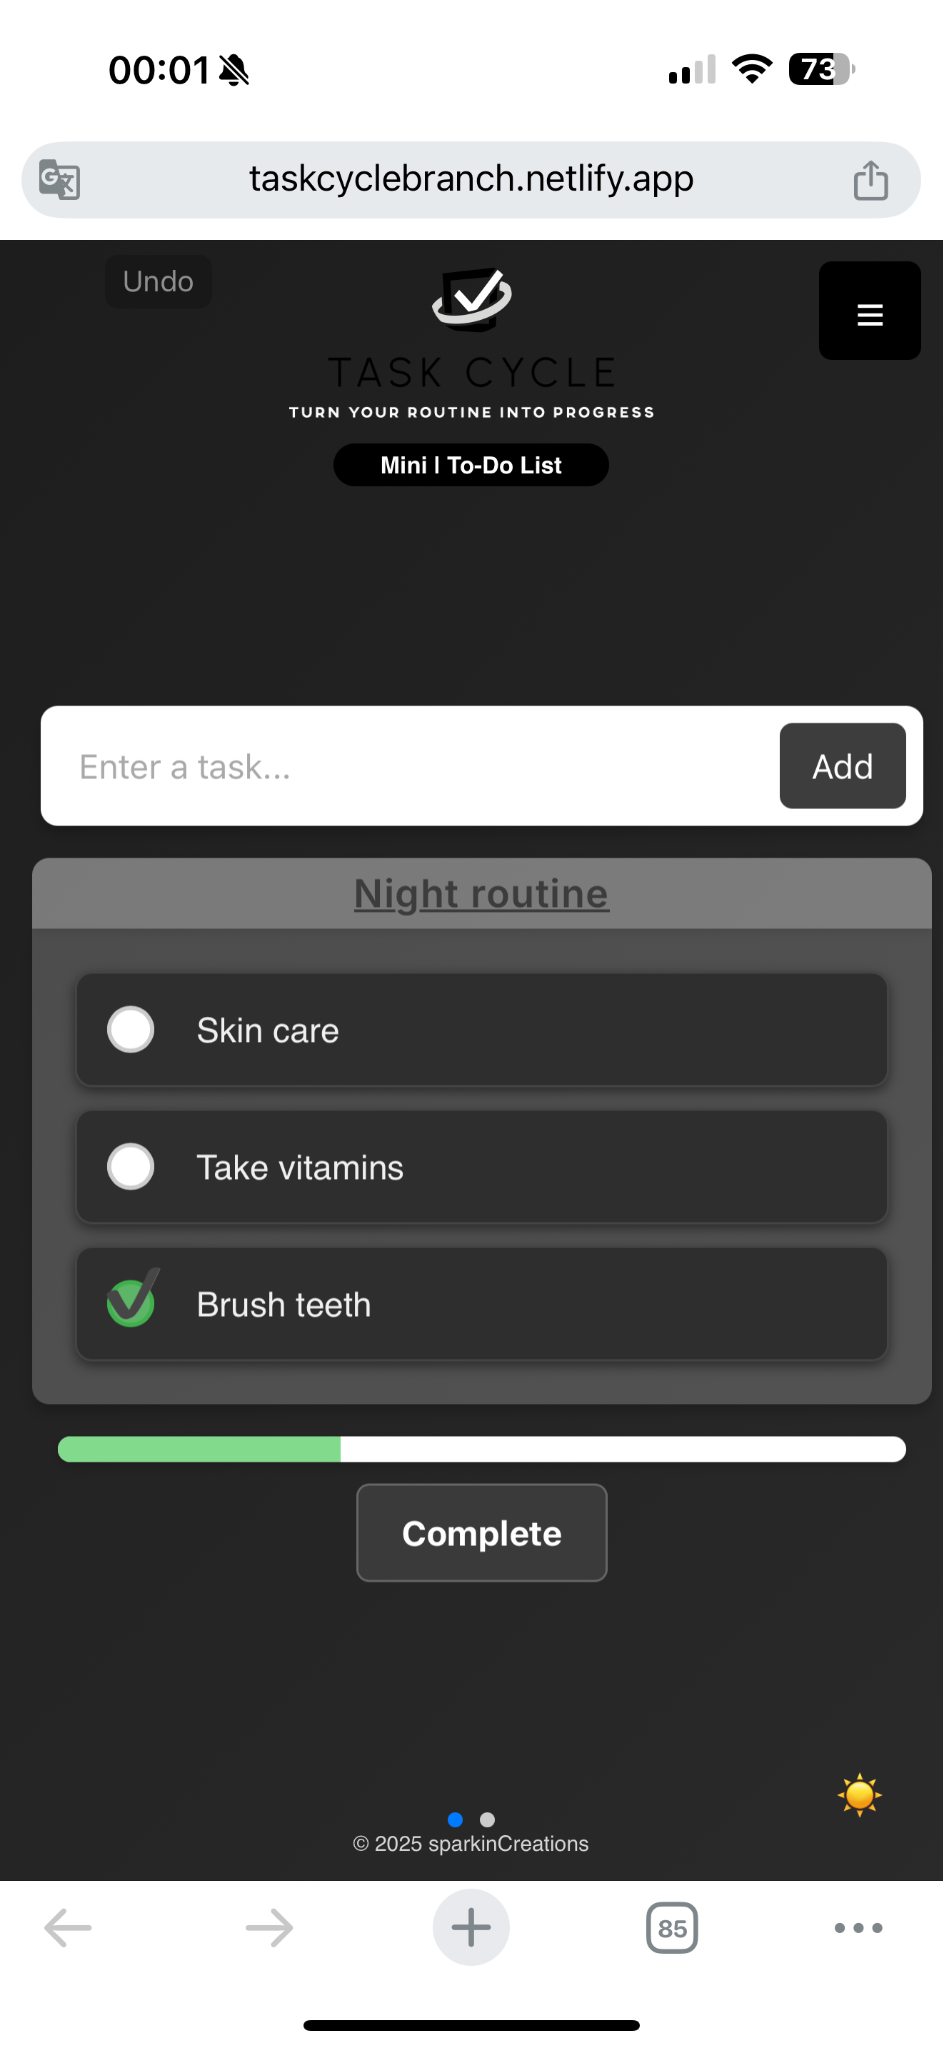 00:01
73
taskcyclebranch.netlify.app
Undo
TASK CYCLE
TURN YOUR ROUTINE INTO PROGRESS
Mini | To-Do List
Enter a task...
Add
Night routine
Skin care
Take vitamins
Brush teeth
Complete
© 2025 sparkinCreations
85